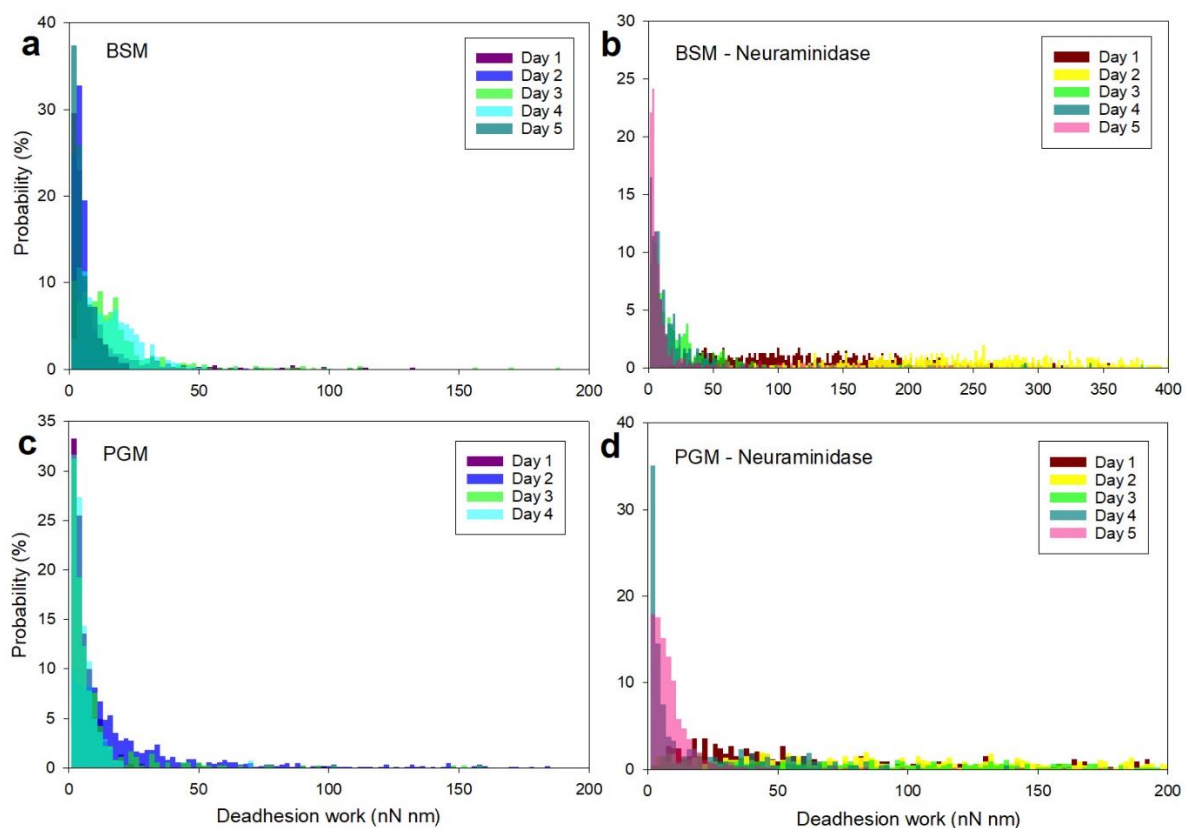 a
BSM
Day 1
Day 2
Day 3
Day 4
Day 5
Probability (%)
40
30
20
10
0
0 50 100 150 200
b
BSM - Neuraminidase
Day 1
Day 2
Day 3
Day 4
Day 5
30
25
20
15
10
5
0
0 50 100 150 200 250 300 350 400
c
PGM
Day 1
Day 2
Day 3
Day 4
Probability (%)
35
30
25
20
15
10
5
0
0 50 100 150 200
Deadhesion work (nN nm)
d
PGM - Neuraminidase
Day 1
Day 2
Day 3
Day 4
Day 5
40
30
20
10
0
0 50 100 150 200
Deadhesion work (nN nm)